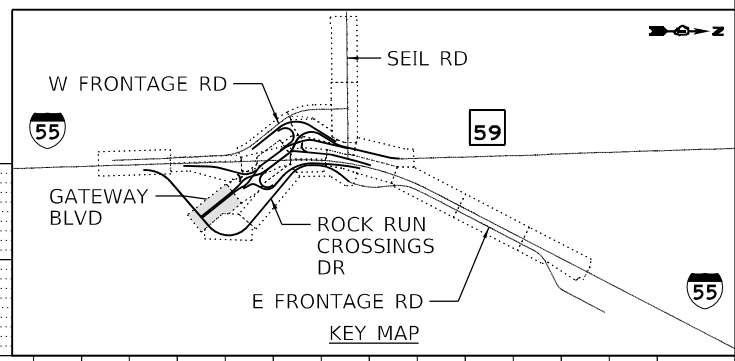 SEIL RD
W FRONTAGE RD
N
55
59
GATEWAY
BLVD
ROCK RUN
CROSSINGS
DR
E FRONTAGE RD
55
KEY MAP